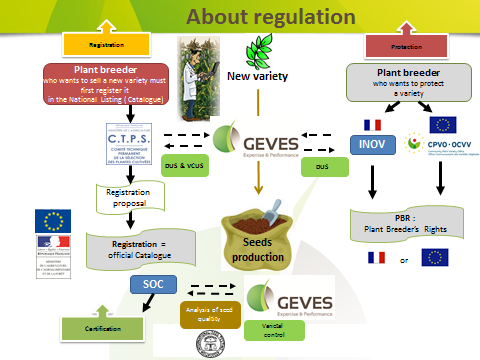 About regulation
Registration
Plant breeder
who wants to sell a new variety must
first register it
in the National Listing ( Catalogue)
New variety
Protection
Plant breeder
who wants to protect
a variety
C.T.P.S.
COMITÉ TECHNIQUE
PERMANENT
DE LA SÉLECTION
DES PLANTES CULTIVÉES
GEVES
Expertise & Performance
DUS & VCUS
DUS
INOV
CPVO·OCVV
Registration
proposal
PBR :
Plant Breeder's Rights
or
Registration =
official Catalogue
Seeds
production
SOC
Analysis of seed
quality
GEVES
Expertise & Performance
Varietal
control
Certification